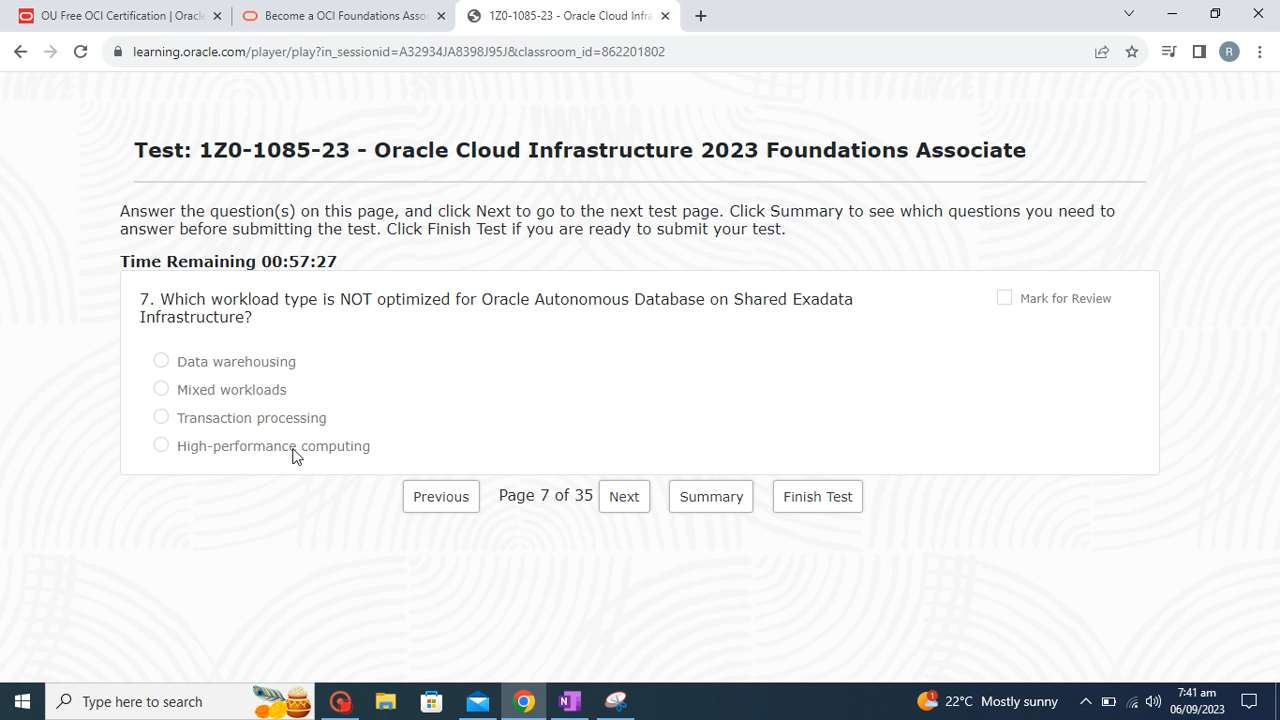 OU Free OCI Certification | Oracle
Become a OCI Foundations Assoc
1Z0-1085-23 - Oracle Cloud Infra
learning.oracle.com/player/play?in_sessionid=A32934JA8398J95J&classroom_id=862201802
R
Test: 1Z0-1085-23 - Oracle Cloud Infrastructure 2023 Foundations Associate
Answer the question(s) on this page, and click Next to go to the next test page. Click Summary to see which questions you need to
answer before submitting the test. Click Finish Test if you are ready to submit your test.
Time Remaining 00:57:27
7. Which workload type is NOT optimized for Oracle Autonomous Database on Shared Exadata
Infrastructure?
Mark for Review
Data warehousing
Mixed workloads
Transaction processing
High-performance computing
Previous
Page 7 of 35
Next
Summary
Finish Test
Type here to search
1
22°C Mostly sunny
7:41 am
06/09/2023